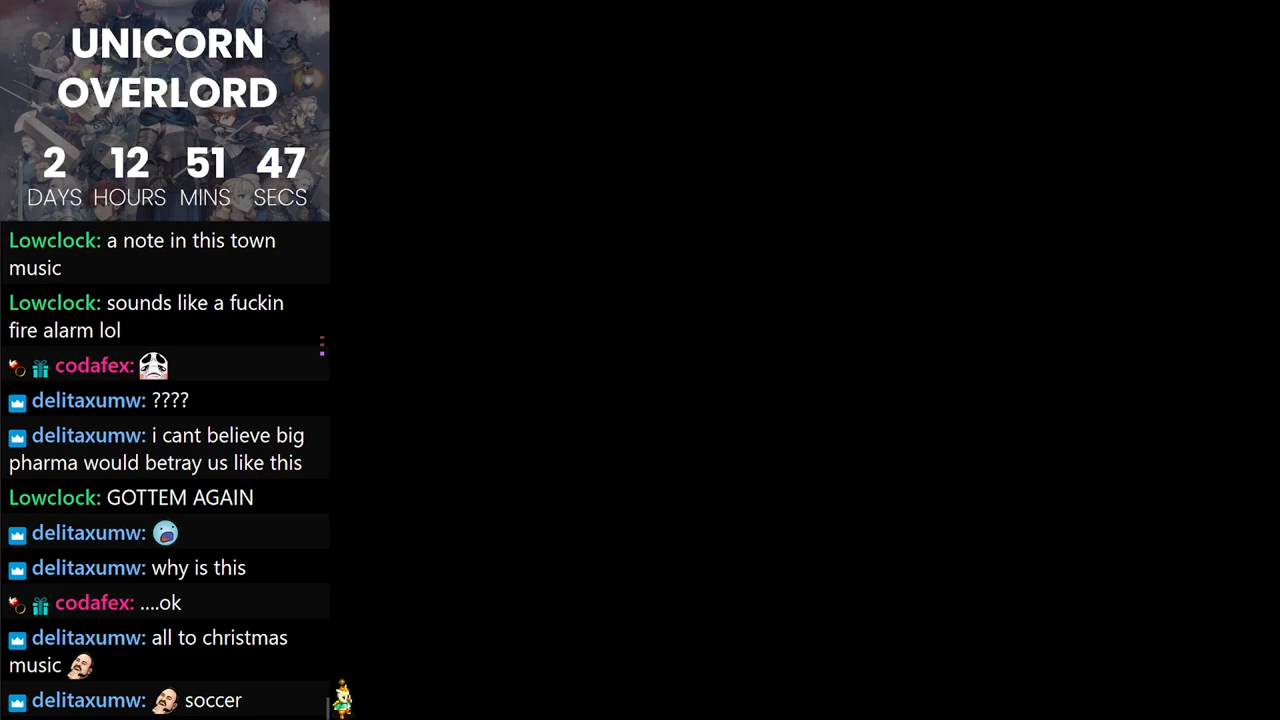 UNICORN
OVERLORD
2 12 51 47
DAYS HOURS MINS SECS
Lowclock: a note in this town
music
Lowclock: sounds like a fuckin
fire alarm lol
codafex:
delitaxumw: ????
delitaxumw: i cant believe big
pharma would betray us like this
Lowclock: GOTTEM AGAIN
delitaxumw:
delitaxumw: why is this
codafex: ....ok
delitaxumw: all to christmas
music
delitaxumw: soccer